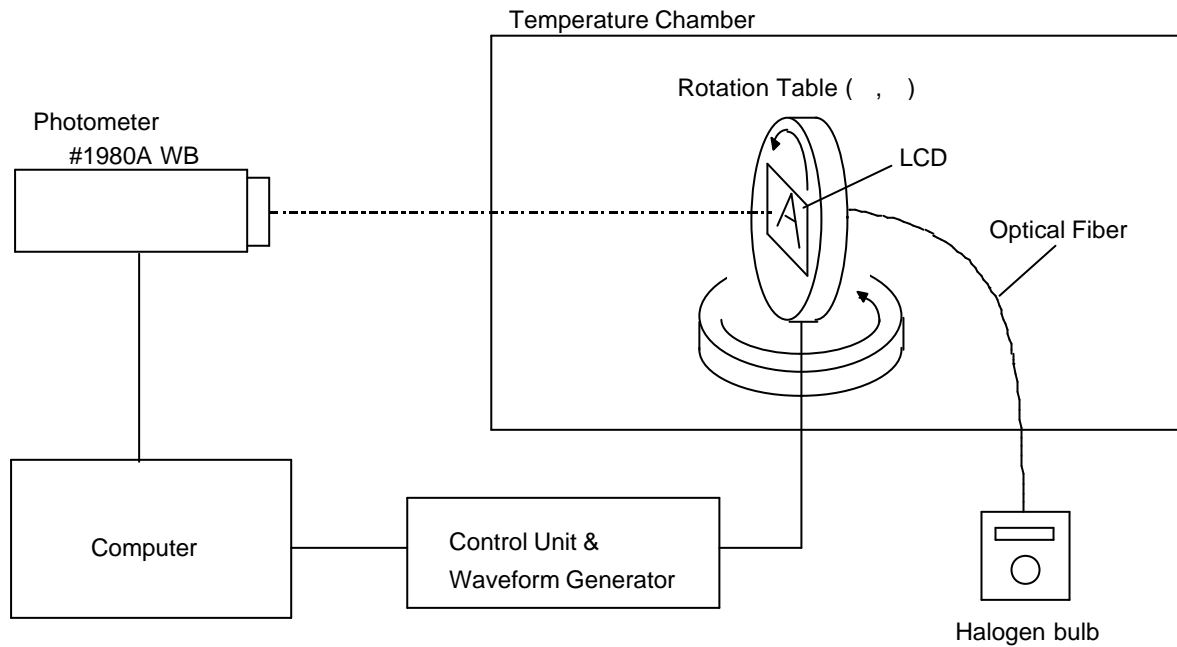 Temperature Chamber
Rotation Table (   ,   )
Photometer
#1980A WB
LCD
A
Optical Fiber
Computer
Control Unit &
Waveform Generator
Halogen bulb